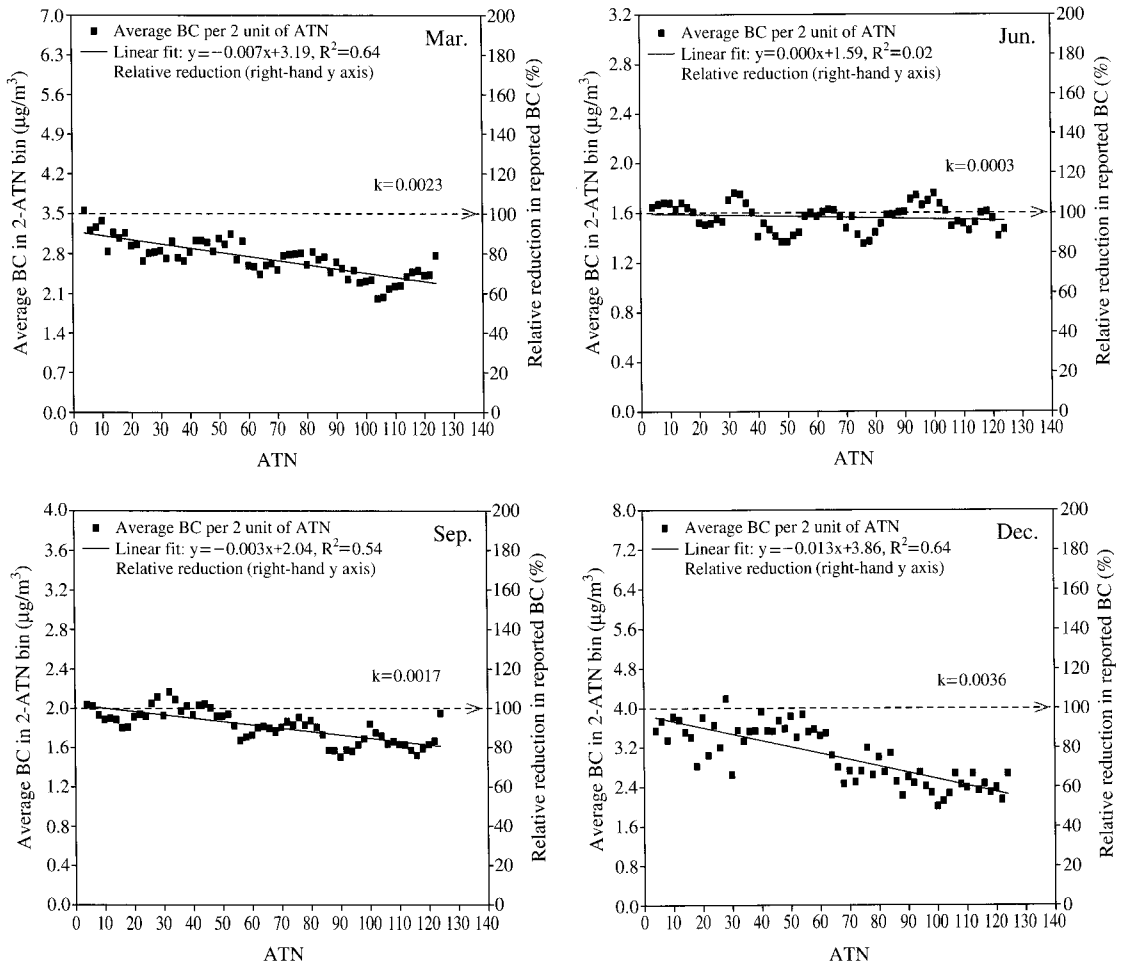 Average BC per 2 unit of ATN
Linear fit: y=−0.007x+3.19, R²=0.64
Relative reduction (right-hand y axis)
Mar.
k=0.0023
7.0
6.3
5.6
4.9
4.2
3.5
2.8
2.1
1.4
0.7
0.0
200
180
160
140
120
100
80
60
40
20
0
0 10 20 30 40 50 60 70 80 90 100 110 120 130 140
Average BC in 2-ATN bin (μg/m³)
Relative reduction in reported BC (%)
ATN
Average BC per 2 unit of ATN
Linear fit: y=0.000x+1.59, R²=0.02
Relative reduction (right-hand y axis)
Jun.
k=0.0003
3.2
2.8
2.4
2.0
1.6
1.2
0.8
0.4
0.0
200
180
160
140
120
100
80
60
40
20
0
0 10 20 30 40 50 60 70 80 90 100 110 120 130 140
Average BC in 2-ATN bin (μg/m³)
Relative reduction in reported BC (%)
ATN
Average BC per 2 unit of ATN
Linear fit: y=−0.003x+2.04, R²=0.54
Relative reduction (right-hand y axis)
Sep.
k=0.0017
4.0
3.6
3.2
2.8
2.4
2.0
1.6
1.2
0.8
0.4
0.0
200
180
160
140
120
100
80
60
40
20
0
0 10 20 30 40 50 60 70 80 90 100 110 120 130 140
Average BC in 2-ATN bin (μg/m³)
Relative reduction in reported BC (%)
ATN
Average BC per 2 unit of ATN
Linear fit: y=−0.013x+3.86, R²=0.64
Relative reduction (right-hand y axis)
Dec.
k=0.0036
8.0
7.2
6.4
5.6
4.8
4.0
3.2
2.4
1.6
0.8
0.0
200
180
160
140
120
100
80
60
40
20
0
0 10 20 30 40 50 60 70 80 90 100 110 120 130 140
Average BC in 2-ATN bin (μg/m³)
Relative reduction in reported BC (%)
ATN